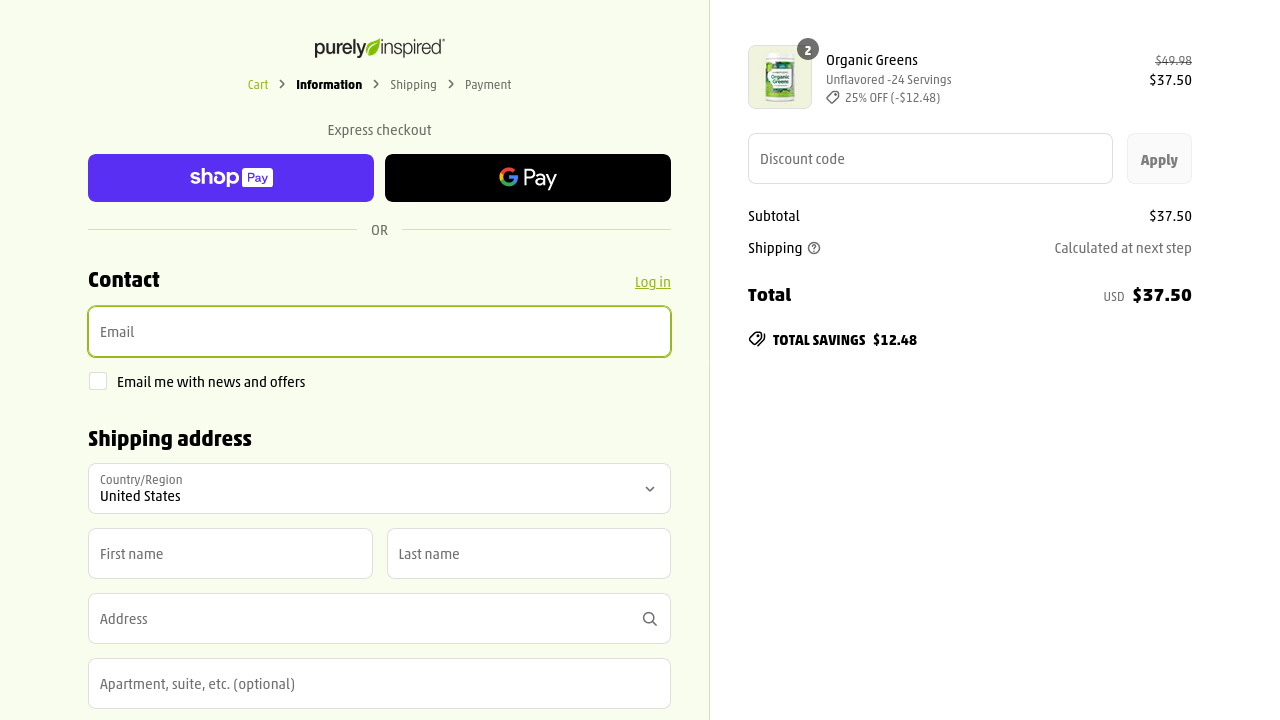 purely inspired
Cart > Information > Shipping > Payment
Express checkout
shop Pay
G Pay
OR
Contact
Log in
Email
Email me with news and offers
Shipping address
Country/Region
United States
First name
Last name
Address
Apartment, suite, etc. (optional)
2
Organic Greens
$49.98
Unflavored -24 Servings
$37.50
25% OFF (-$12.48)
Organic Greens
Discount code
Apply
Subtotal
$37.50
Shipping
Calculated at next step
Total
USD $37.50
TOTAL SAVINGS $12.48